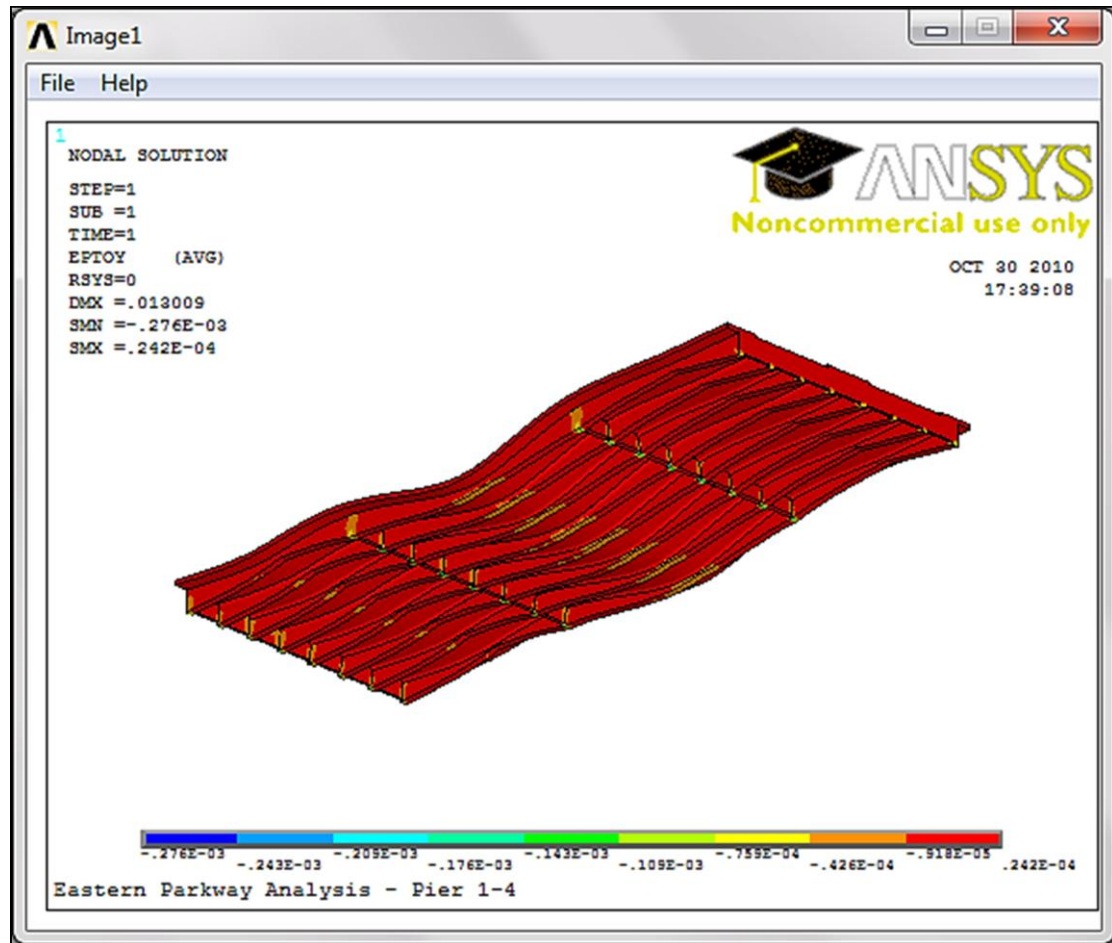 Image1
File Help
1
NODAL SOLUTION
STEP=1
SUB =1
TIME=1
EPTOY (AVG)
RSYS=0
DMX =.013009
SMN =-.276E-03
SMX =.242E-04
ANSYS
Noncommercial use only
OCT 30 2010
17:39:08
-.276E-03 -.209E-03 -.143E-03 -.759E-04 -.918E-05
-.243E-03 -.176E-03 -.109E-03 -.426E-04 .242E-04
Eastern Parkway Analysis - Pier 1-4